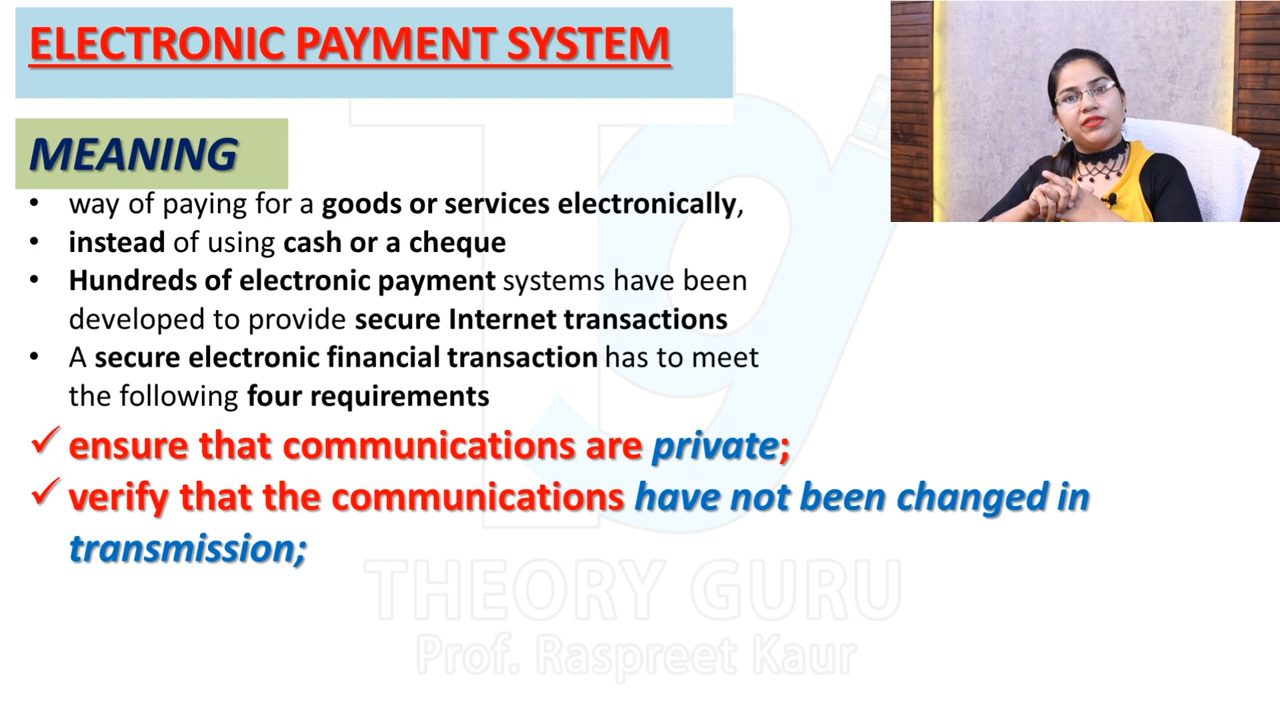 ELECTRONIC PAYMENT SYSTEM
MEANING
• way of paying for a goods or services electronically,
• instead of using cash or a cheque
• Hundreds of electronic payment systems have been
developed to provide secure Internet transactions
• A secure electronic financial transaction has to meet
the following four requirements
✓ ensure that communications are private;
✓ verify that the communications have not been changed in
transmission;
Tg
THEORY GURU
Prof. Raspreet Kaur